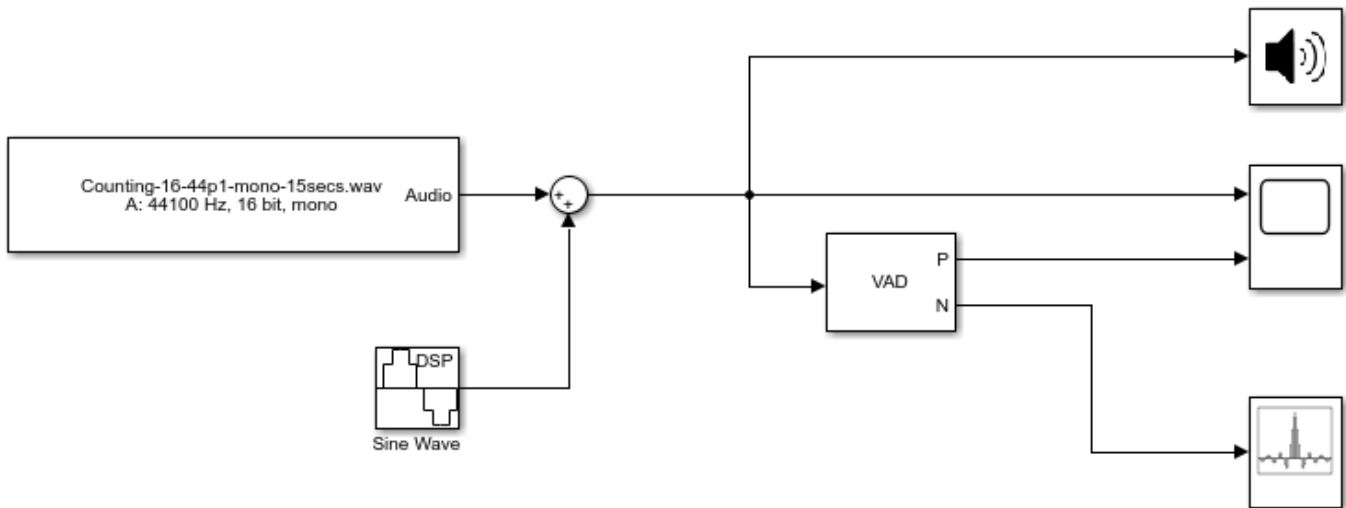 Counting-16-44p1-mono-15secs.wav
A: 44100 Hz, 16 bit, mono
Audio
+
+
P
VAD
N
DSP
Sine Wave